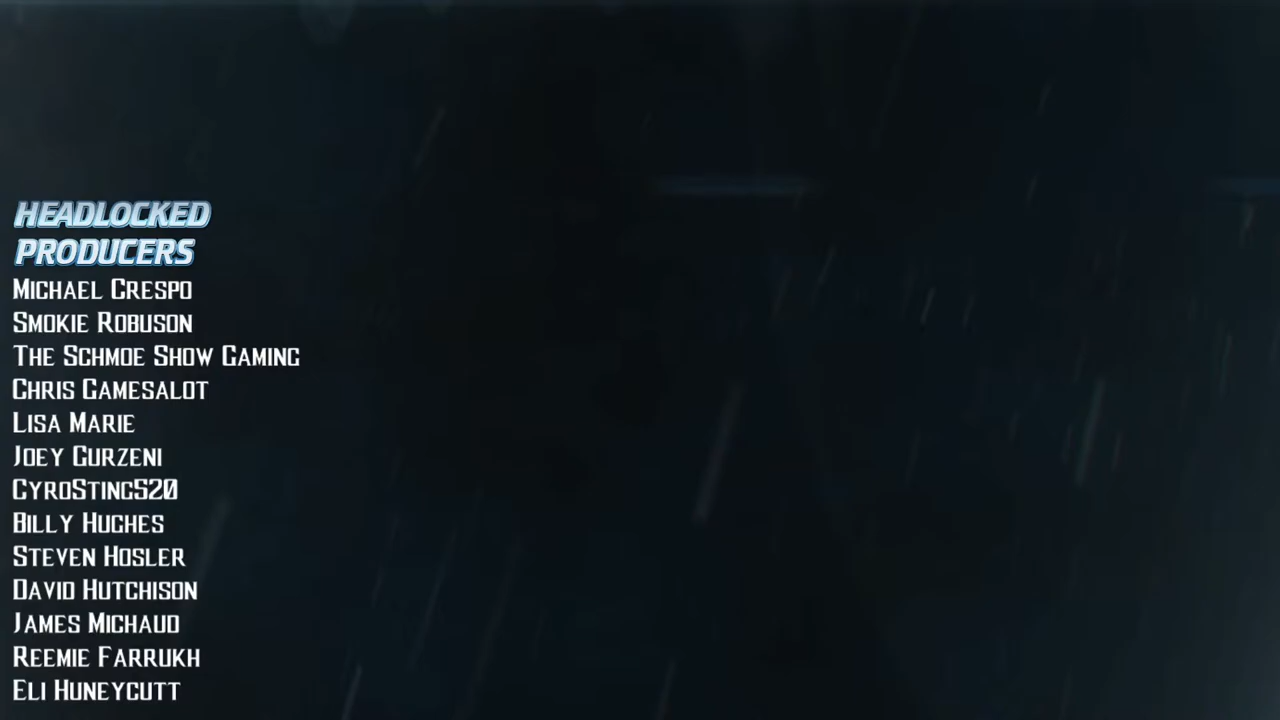 HEADLOCKED
PRODUCERS
MICHAEL CRESPO
SMOKIE ROBUSON
THE SCHMOE SHOW GAMING
CHRIS GAMESALOT
LISA MARIE
JOEY GURZENI
CYROSTING520
BILLY HUGHES
STEVEN HOSLER
DAVID HUTCHISON
JAMES MICHAUD
REEMIE FARRUKH
ELI HUNEYCUTT